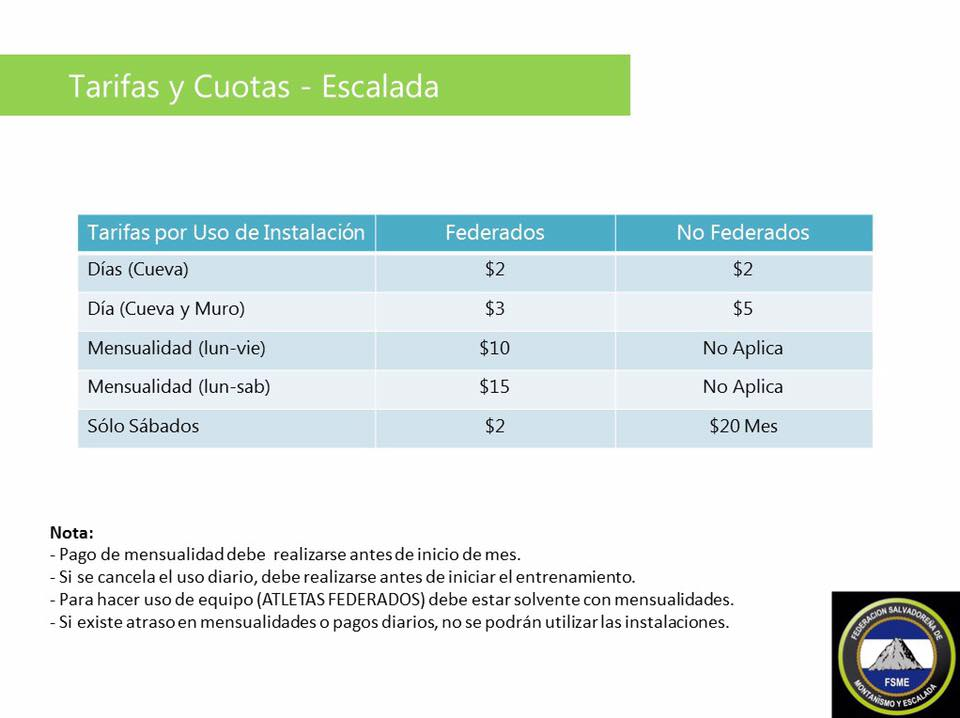 Tarifas y Cuotas - Escalada
Tarifas por Uso de Instalación Federados No Federados
Días (Cueva) $2 $2
Día (Cueva y Muro) $3 $5
Mensualidad (lun-vie) $10 No Aplica
Mensualidad (lun-sab) $15 No Aplica
Sólo Sábados $2 $20 Mes
Nota:
- Pago de mensualidad debe realizarse antes de inicio de mes.
- Si se cancela el uso diario, debe realizarse antes de iniciar el entrenamiento.
- Para hacer uso de equipo (ATLETAS FEDERADOS) debe estar solvente con mensualidades.
- Si existe atraso en mensualidades o pagos diarios, no se podrán utilizar las instalaciones.
FEDERACION SALVADOREÑA DE
FSME
MONTAÑISMO Y ESCALADA